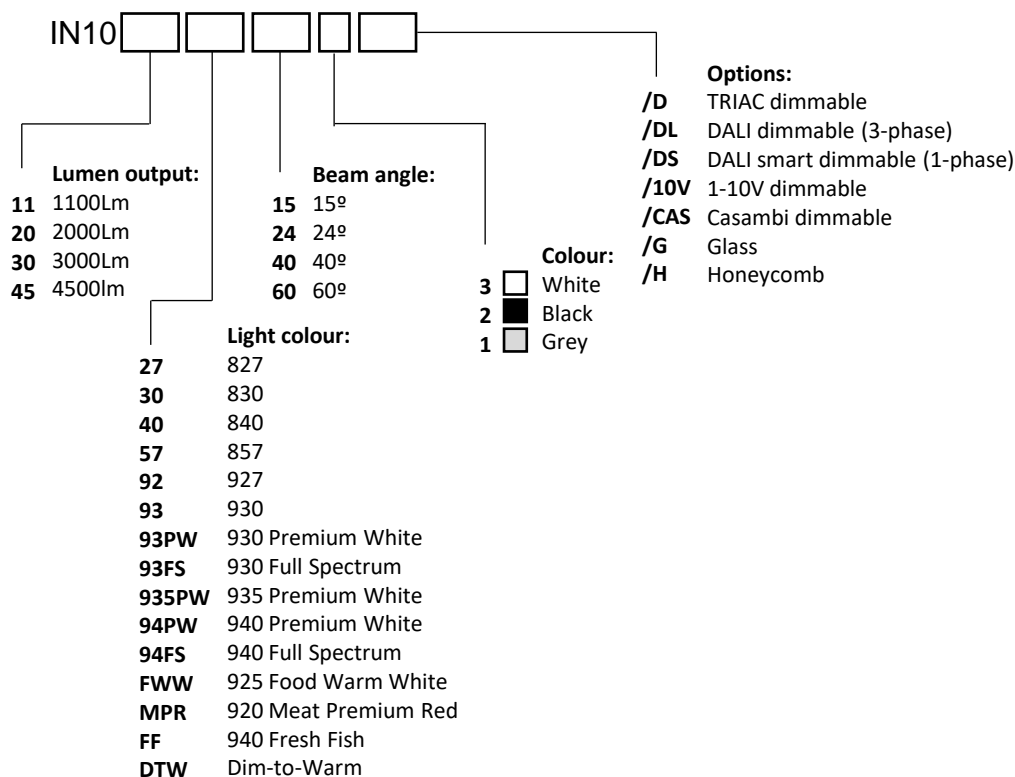 IN10
Options:
/D TRIAC dimmable
/DL DALI dimmable (3-phase)
/DS DALI smart dimmable (1-phase)
/10V 1-10V dimmable
/CAS Casambi dimmable
/G Glass
/H Honeycomb
Lumen output:
11 1100Lm
20 2000Lm
30 3000Lm
45 4500lm
Beam angle:
15 15º
24 24º
40 40º
60 60º
Colour:
3 White
2 Black
1 Grey
Light colour:
27 827
30 830
40 840
57 857
92 927
93 930
93PW 930 Premium White
93FS 930 Full Spectrum
935PW 935 Premium White
94PW 940 Premium White
94FS 940 Full Spectrum
FWW 925 Food Warm White
MPR 920 Meat Premium Red
FF 940 Fresh Fish
DTW Dim-to-Warm